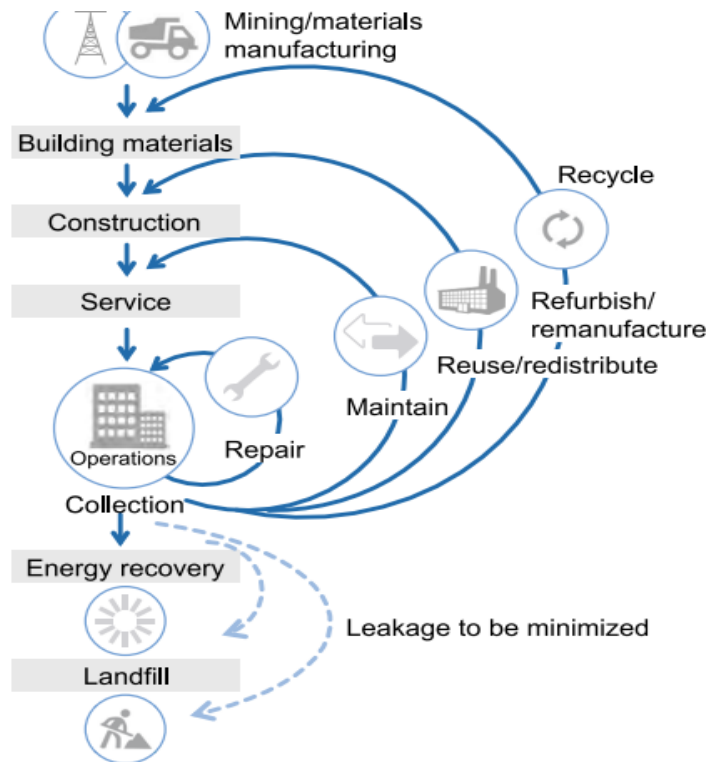 Mining/materials
manufacturing
Building materials
Recycle
Construction
Service
Refurbish/
remanufacture
Reuse/redistribute
Maintain
Repair
Operations
Collection
Energy recovery
Leakage to be minimized
Landfill